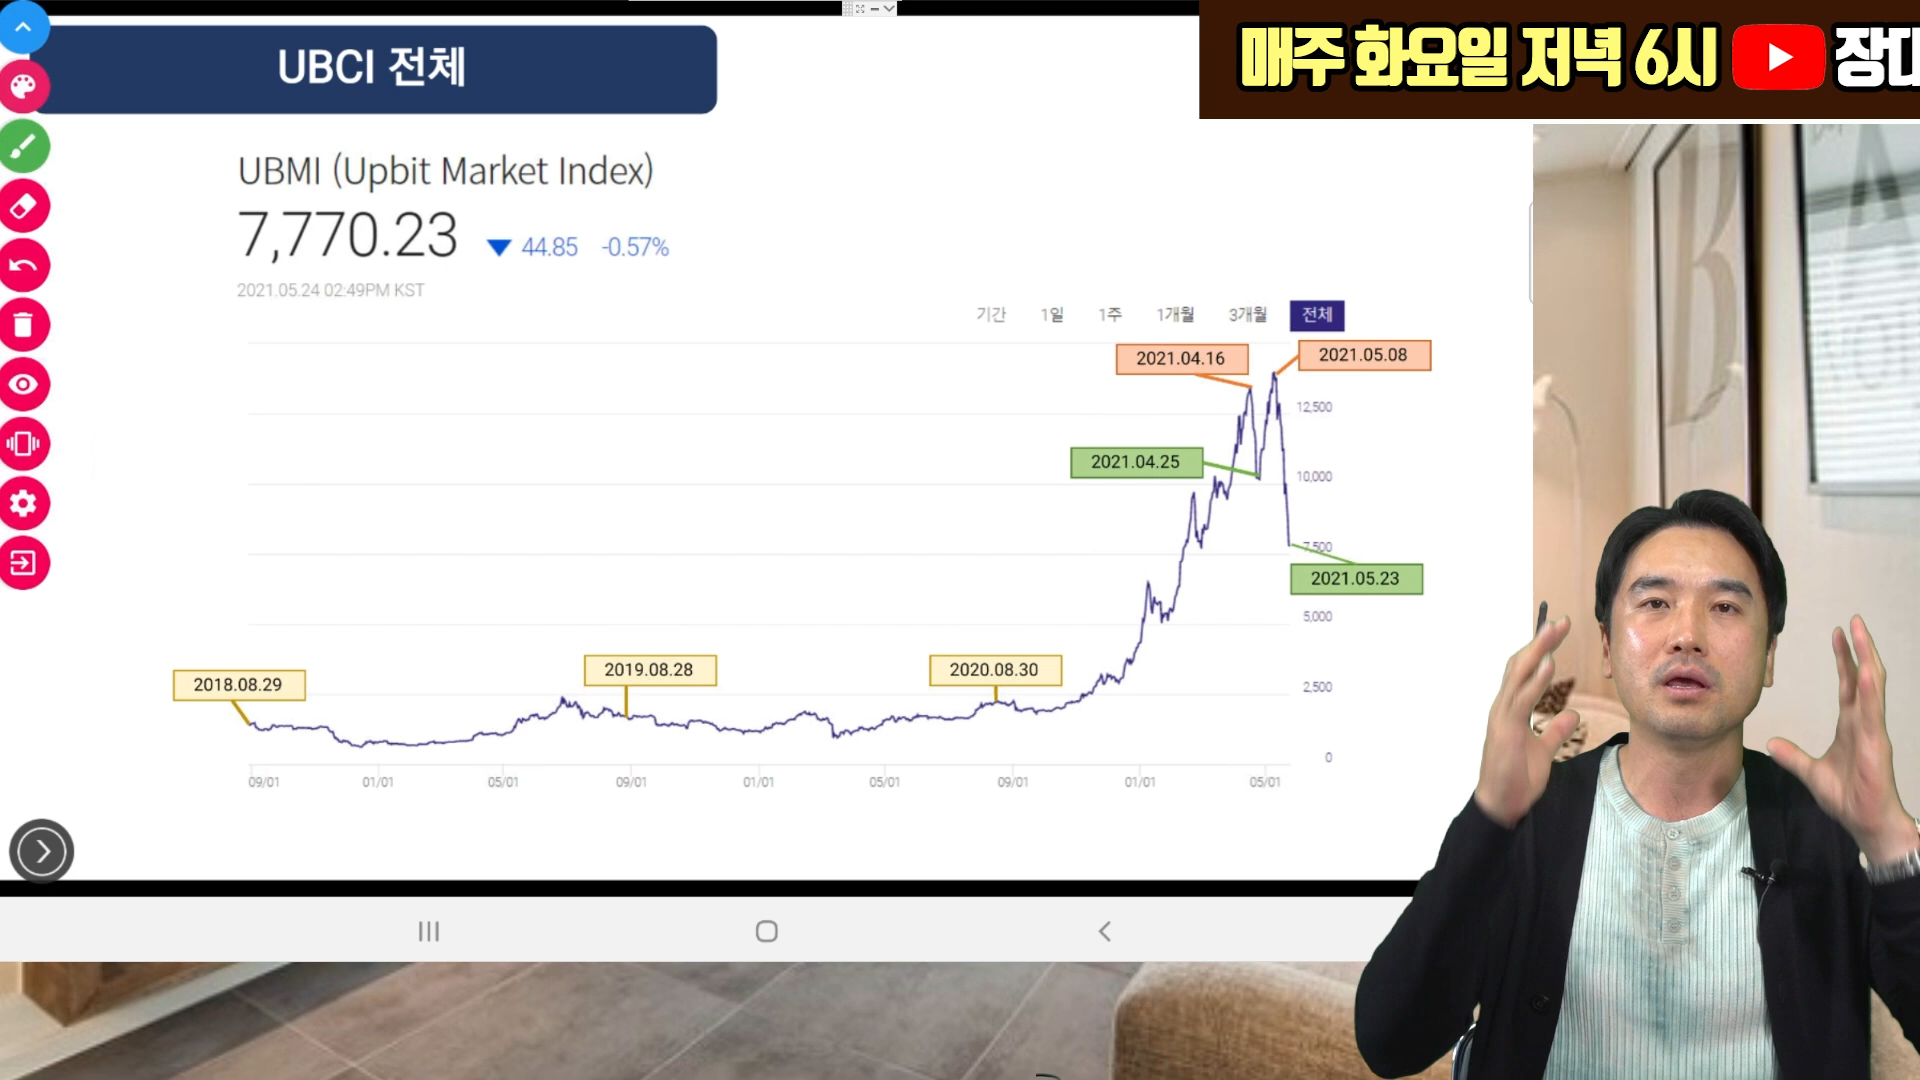 UBCI 전체
매주 화요일 저녁 6시
UBMI (Upbit Market Index)
7,770.23 ▼ 44.85 -0.57%
2021.05.24 02:49PM KST
기간 1일 1주 1개월 3개월 전체
2021.04.16
2021.05.08
12,500
2021.04.25
10,000
7,500
2021.05.23
5,000
2018.08.29
2019.08.28
2020.08.30
2,500
0
09/01 01/01 05/01 09/01 01/01 05/01 09/01 01/01 05/01